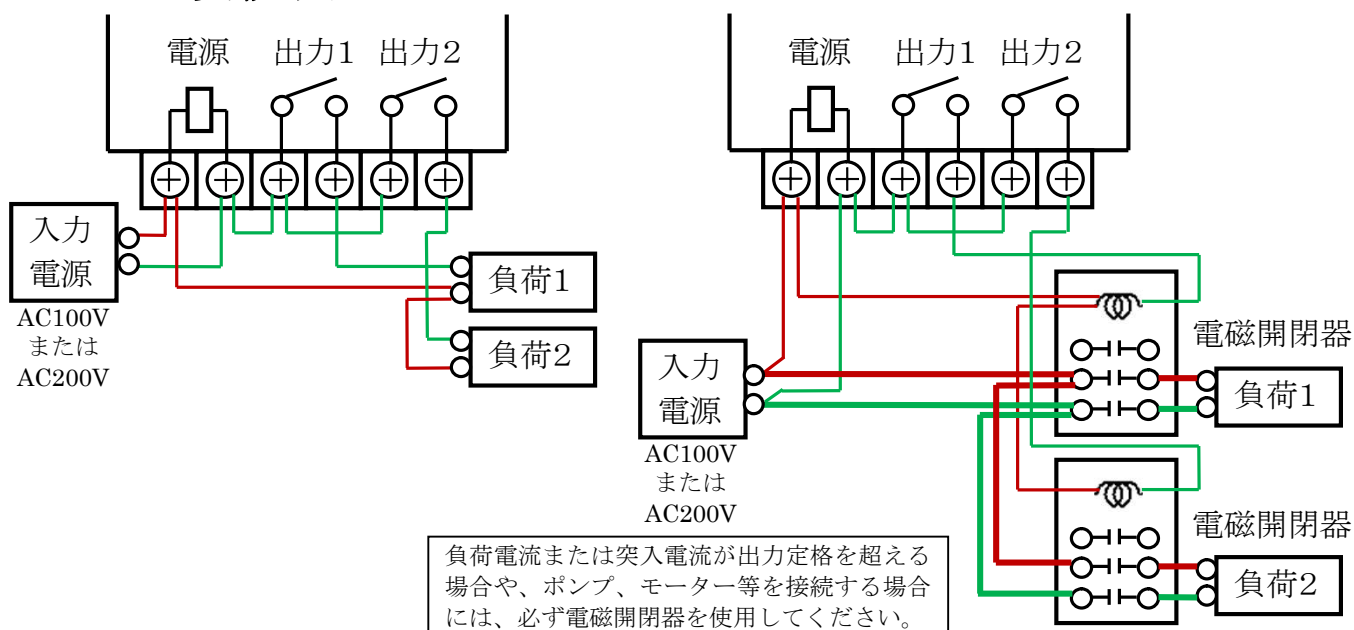 電源 出力1 出力2
入力
電源
AC100V
または
AC200V
負荷1
負荷2
電源 出力1 出力2
入力
電源
AC100V
または
AC200V
電磁開閉器
負荷1
電磁開閉器
負荷2
負荷電流または突入電流が出力定格を超える
場合や、ポンプ、モーター等を接続する場合
には、必ず電磁開閉器を使用してください。